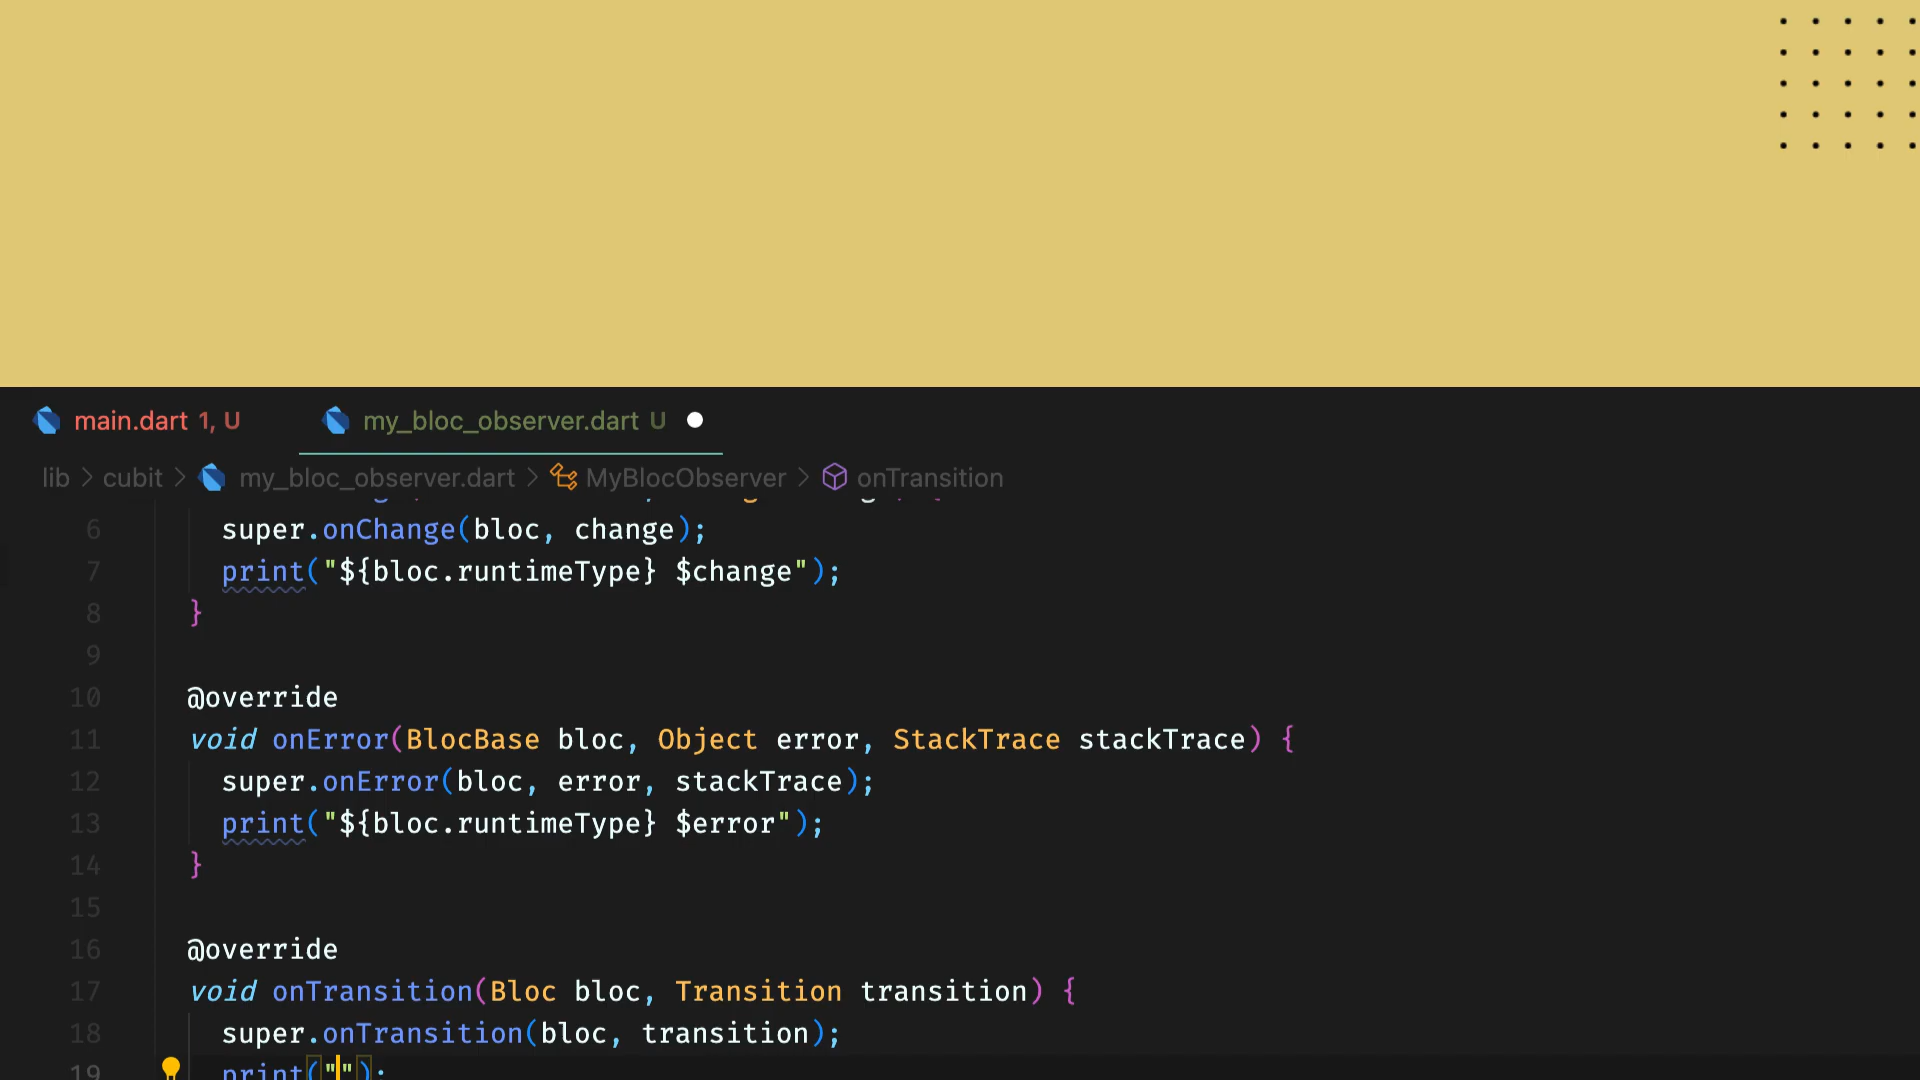 main.dart 1, U my_bloc_observer.dart U
lib > cubit > my_bloc_observer.dart > MyBlocObserver > onTransition
6 super.onChange(bloc, change);
7 print("${bloc.runtimeType} $change");
8 }
9
10 @override
11 void onError(BlocBase bloc, Object error, StackTrace stackTrace) {
12 super.onError(bloc, error, stackTrace);
13 print("${bloc.runtimeType} $error");
14 }
15
16 @override
17 void onTransition(Bloc bloc, Transition transition) {
18 super.onTransition(bloc, transition);
19 print("");